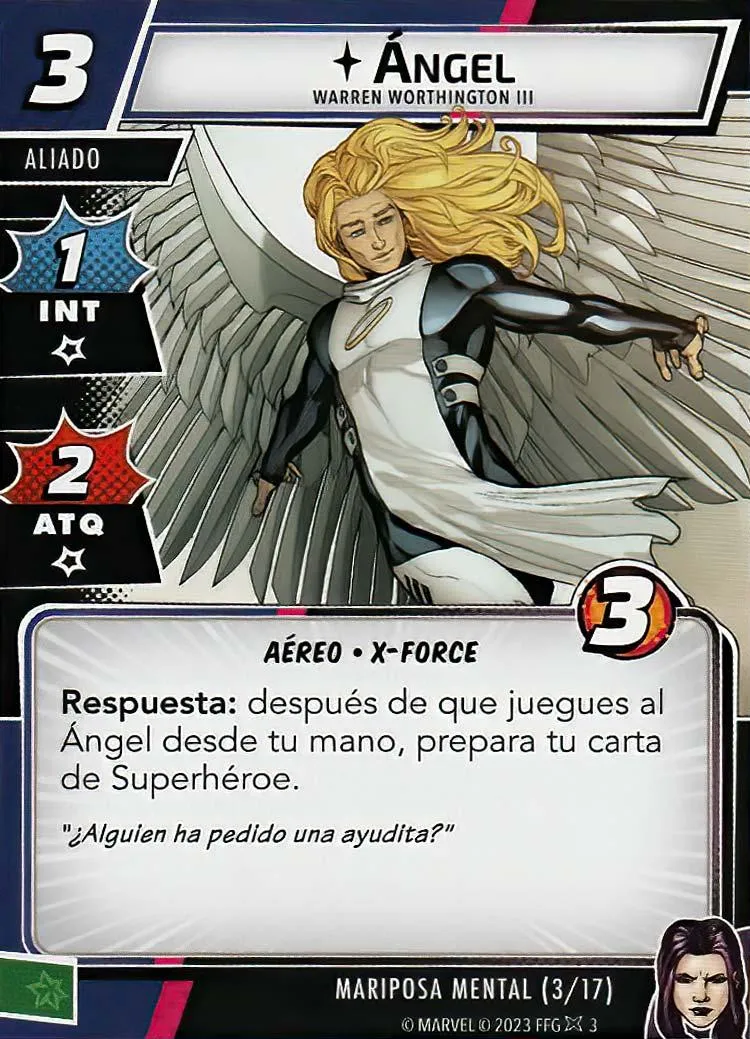 3
ÁNGEL
WARREN WORTHINGTON III
ALIADO
1
INT
2
ATQ
3
AÉREO • X-FORCE
Respuesta: después de que juegues al
Ángel desde tu mano, prepara tu carta
de Superhéroe.
"¿Alguien ha pedido una ayudita?"
MARIPOSA MENTAL (3/17)
© MARVEL © 2023 FFG 3